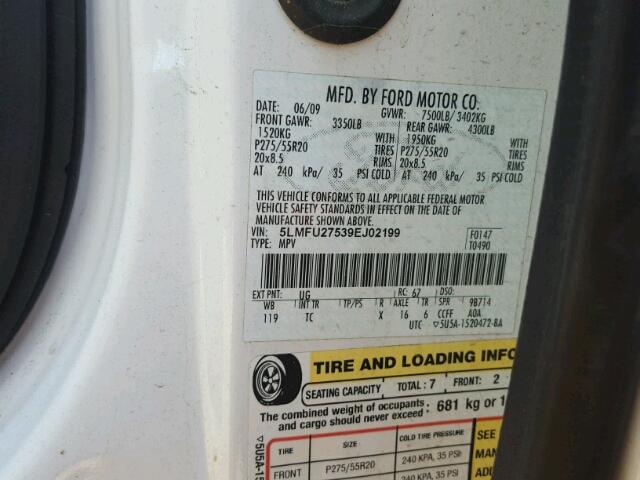 MFD. BY FORD MOTOR CO.
DATE: 06/09 GVWR: 7500LB/ 3402KG
FRONT GAWR: 3350LB REAR GAWR: 4300LB
1520KG WITH 1950KG WITH
P275/55R20 TIRES P275/55R20 TIRES
20x8.5 RIMS 20x8.5 RIMS
AT 240 kPa/ 35 PSI COLD AT 240 kPa/ 35 PSI COLD
THIS VEHICLE CONFORMS TO ALL APPLICABLE FEDERAL MOTOR
VEHICLE SAFETY STANDARDS IN EFFECT ON THE DATE OF
MANUFACTURE SHOWN ABOVE.
VIN: 5LMFU27539EJ02199 F0147
TYPE: MPV T0490
EXT PNT: UG RC: 67 DSO:
WB INT TR TP/PS R AXLE TR SPR 9B714
119 TC X 16 6 CCFF AOA
UTC ▽5U5A-1520472-BA
TIRE AND LOADING INFO
SEATING CAPACITY TOTAL : 7 FRONT: 2
The combined weight of occupants : 681 kg or 1
and cargo should never exceed.
TIRE SIZE COLD TIRE PRESSURE SEE
FRONT P275/55R20 240 KPA, 35 PSI MAN
P275/55R20 240 KPA, 35 PSI ADD
▽5U5A-15